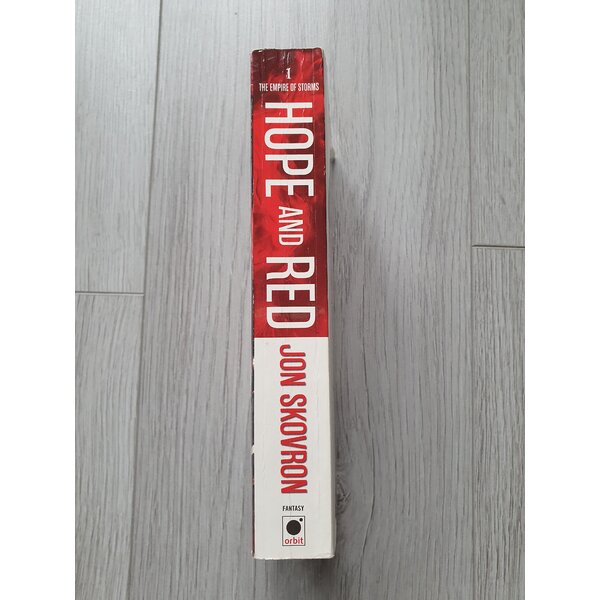 1
THE EMPIRE OF STORMS
HOPE AND RED
JON SKOVRON
FANTASY
orbit